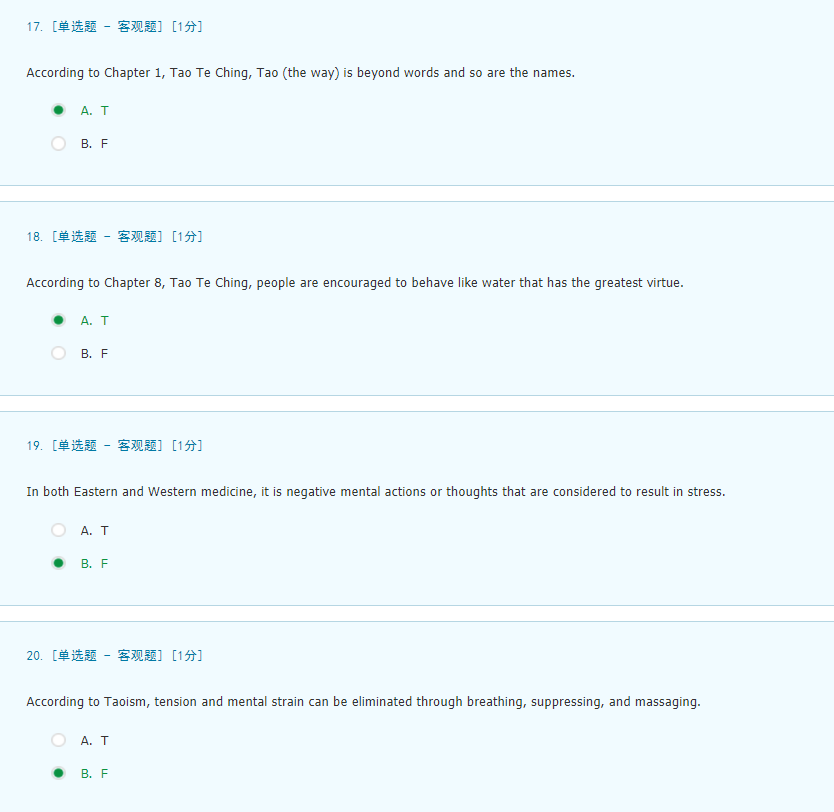 17. [单选题 - 客观题] [1分]
According to Chapter 1, Tao Te Ching, Tao (the way) is beyond words and so are the names.
A. T
B. F
18. [单选题 - 客观题] [1分]
According to Chapter 8, Tao Te Ching, people are encouraged to behave like water that has the greatest virtue.
A. T
B. F
19. [单选题 - 客观题] [1分]
In both Eastern and Western medicine, it is negative mental actions or thoughts that are considered to result in stress.
A. T
B. F
20. [单选题 - 客观题] [1分]
According to Taoism, tension and mental strain can be eliminated through breathing, suppressing, and massaging.
A. T
B. F